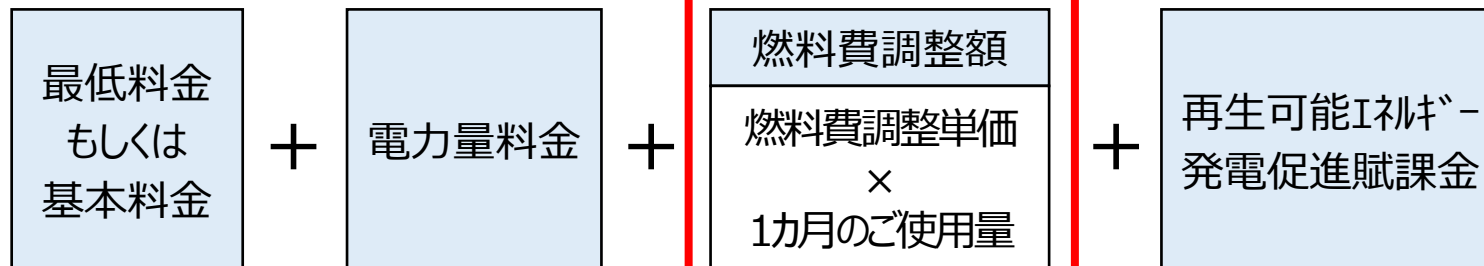 最低料金
もしくは
基本料金
＋
電力量料金
＋
燃料費調整額
燃料費調整単価
×
1カ月のご使用量
＋
再生可能ｴﾈﾙｷﾞｰ
発電促進賦課金